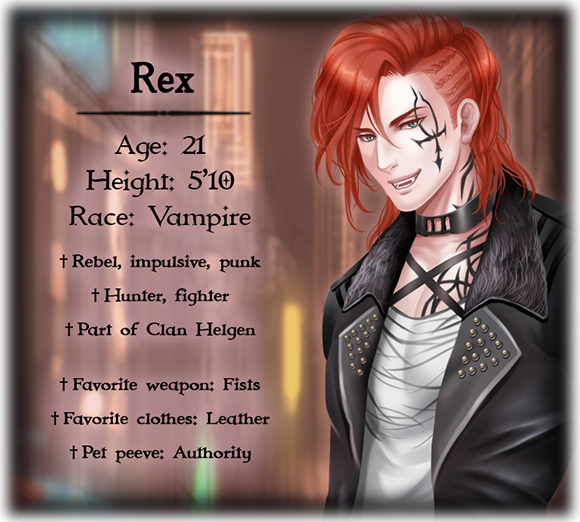 Rex
Age: 21
Height: 5'10
Race: Vampire
† Rebel, impulsive, punk
† Hunter, fighter
† Part of Clan Helgen
† Favorite weapon: Fists
† Favorite clothes: Leather
† Pet peeve: Authority